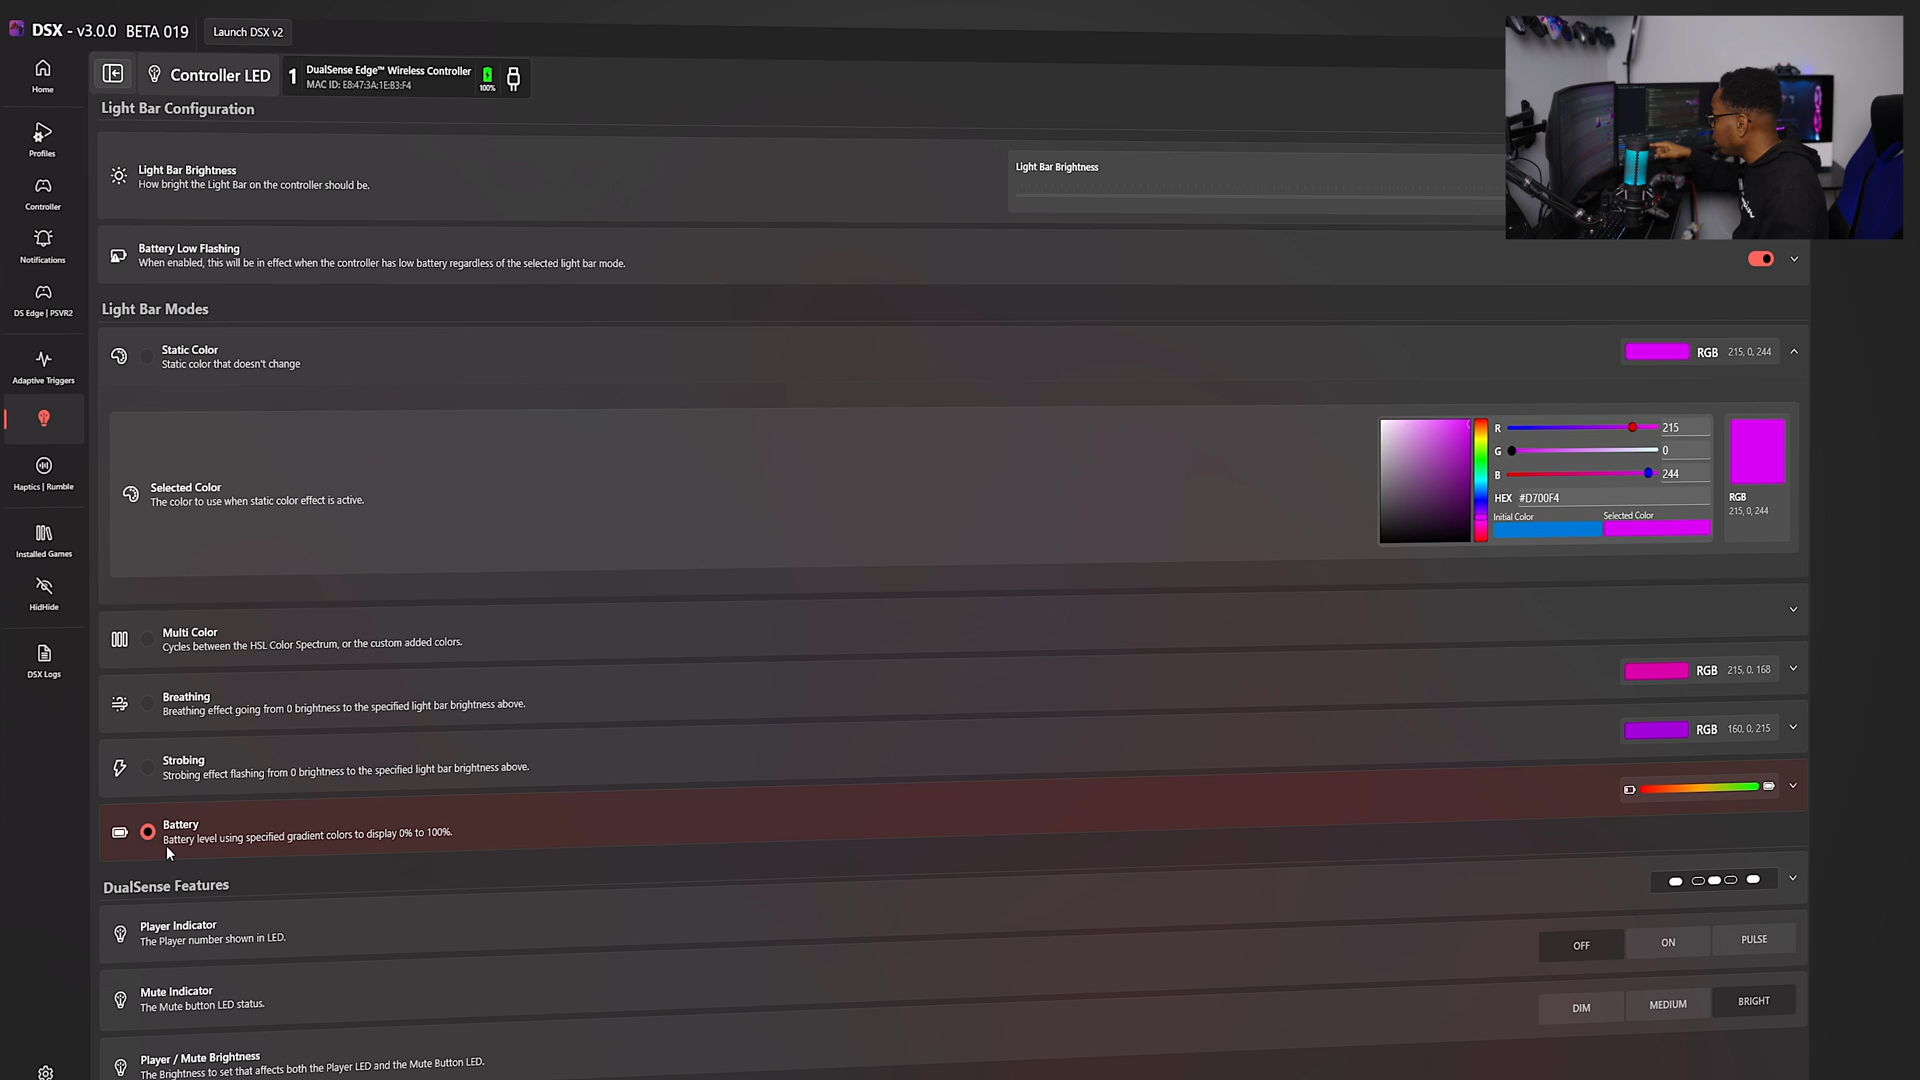 DSX - v3.0.0 BETA 019
Launch DSX v2
Home
Profiles
Controller
Notifications
DS Edge | PSVR2
Adaptive Triggers
Haptics | Rumble
Installed Games
HidHide
DSX Logs
Controller LED
1
DualSense Edge™ Wireless Controller
MAC ID: E8:47:3A:1E:B3:F4
100%
Light Bar Configuration
Light Bar Brightness
How bright the Light Bar on the controller should be.
Light Bar Brightness
Battery Low Flashing
When enabled, this will be in effect when the controller has low battery regardless of the selected light bar mode.
Light Bar Modes
Static Color
Static color that doesn't change
RGB 215, 0, 244
Selected Color
The color to use when static color effect is active.
R 215
G 0
B 244
HEX #D700F4
Initial Color
Selected Color
RGB
215, 0, 244
Multi Color
Cycles between the HSL Color Spectrum, or the custom added colors.
Breathing
Breathing effect going from 0 brightness to the specified light bar brightness above.
RGB 215, 0, 168
Strobing
Strobing effect flashing from 0 brightness to the specified light bar brightness above.
RGB 160, 0, 215
Battery
Battery level using specified gradient colors to display 0% to 100%.
DualSense Features
Player Indicator
The Player number shown in LED.
Mute Indicator
The Mute button LED status.
OFF ON PULSE
Player / Mute Brightness
The Brightness to set that affects both the Player LED and the Mute Button LED.
DIM MEDIUM BRIGHT